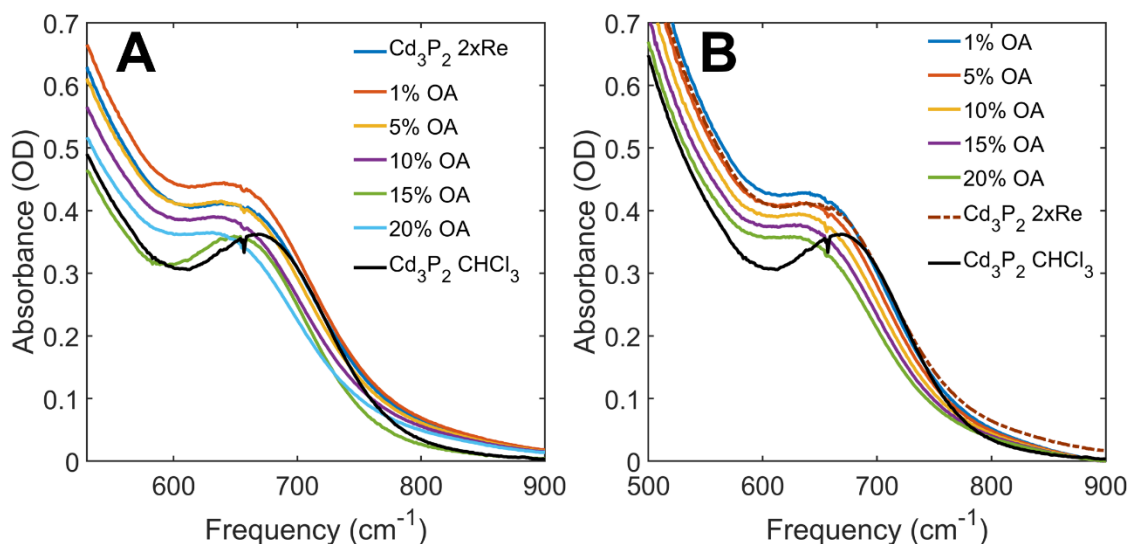 A
Absorbance (OD)
0.7
0.6
0.5
0.4
0.3
0.2
0.1
0
600
700
800
900
Frequency (cm⁻¹)
Cd₃P₂ 2xRe
1% OA
5% OA
10% OA
15% OA
20% OA
Cd₃P₂ CHCl₃
B
Absorbance (OD)
0.7
0.6
0.5
0.4
0.3
0.2
0.1
0
500
600
700
800
900
Frequency (cm⁻¹)
1% OA
5% OA
10% OA
15% OA
20% OA
Cd₃P₂ 2xRe
Cd₃P₂ CHCl₃